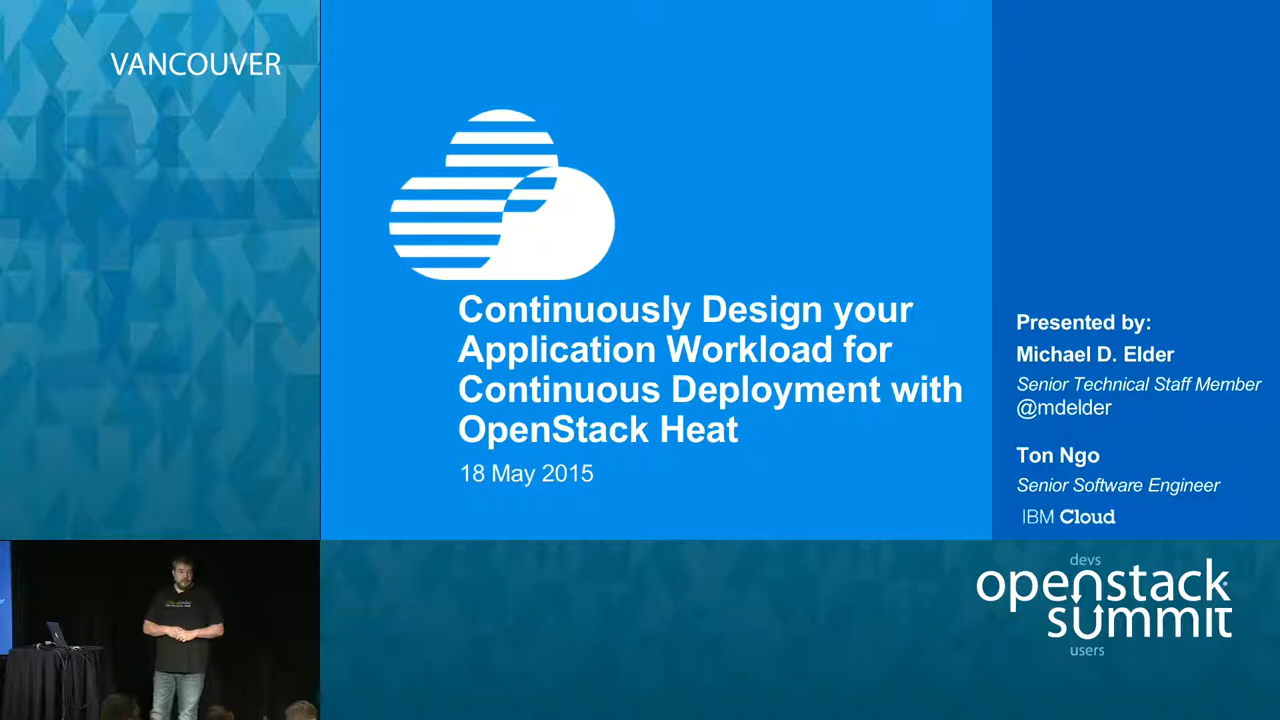 VANCOUVER
Continuously Design your
Application Workload for
Continuous Deployment with
OpenStack Heat
18 May 2015
Presented by:
Michael D. Elder
Senior Technical Staff Member
@mdelder
Ton Ngo
Senior Software Engineer
IBM Cloud
devs
openstack
summit
users